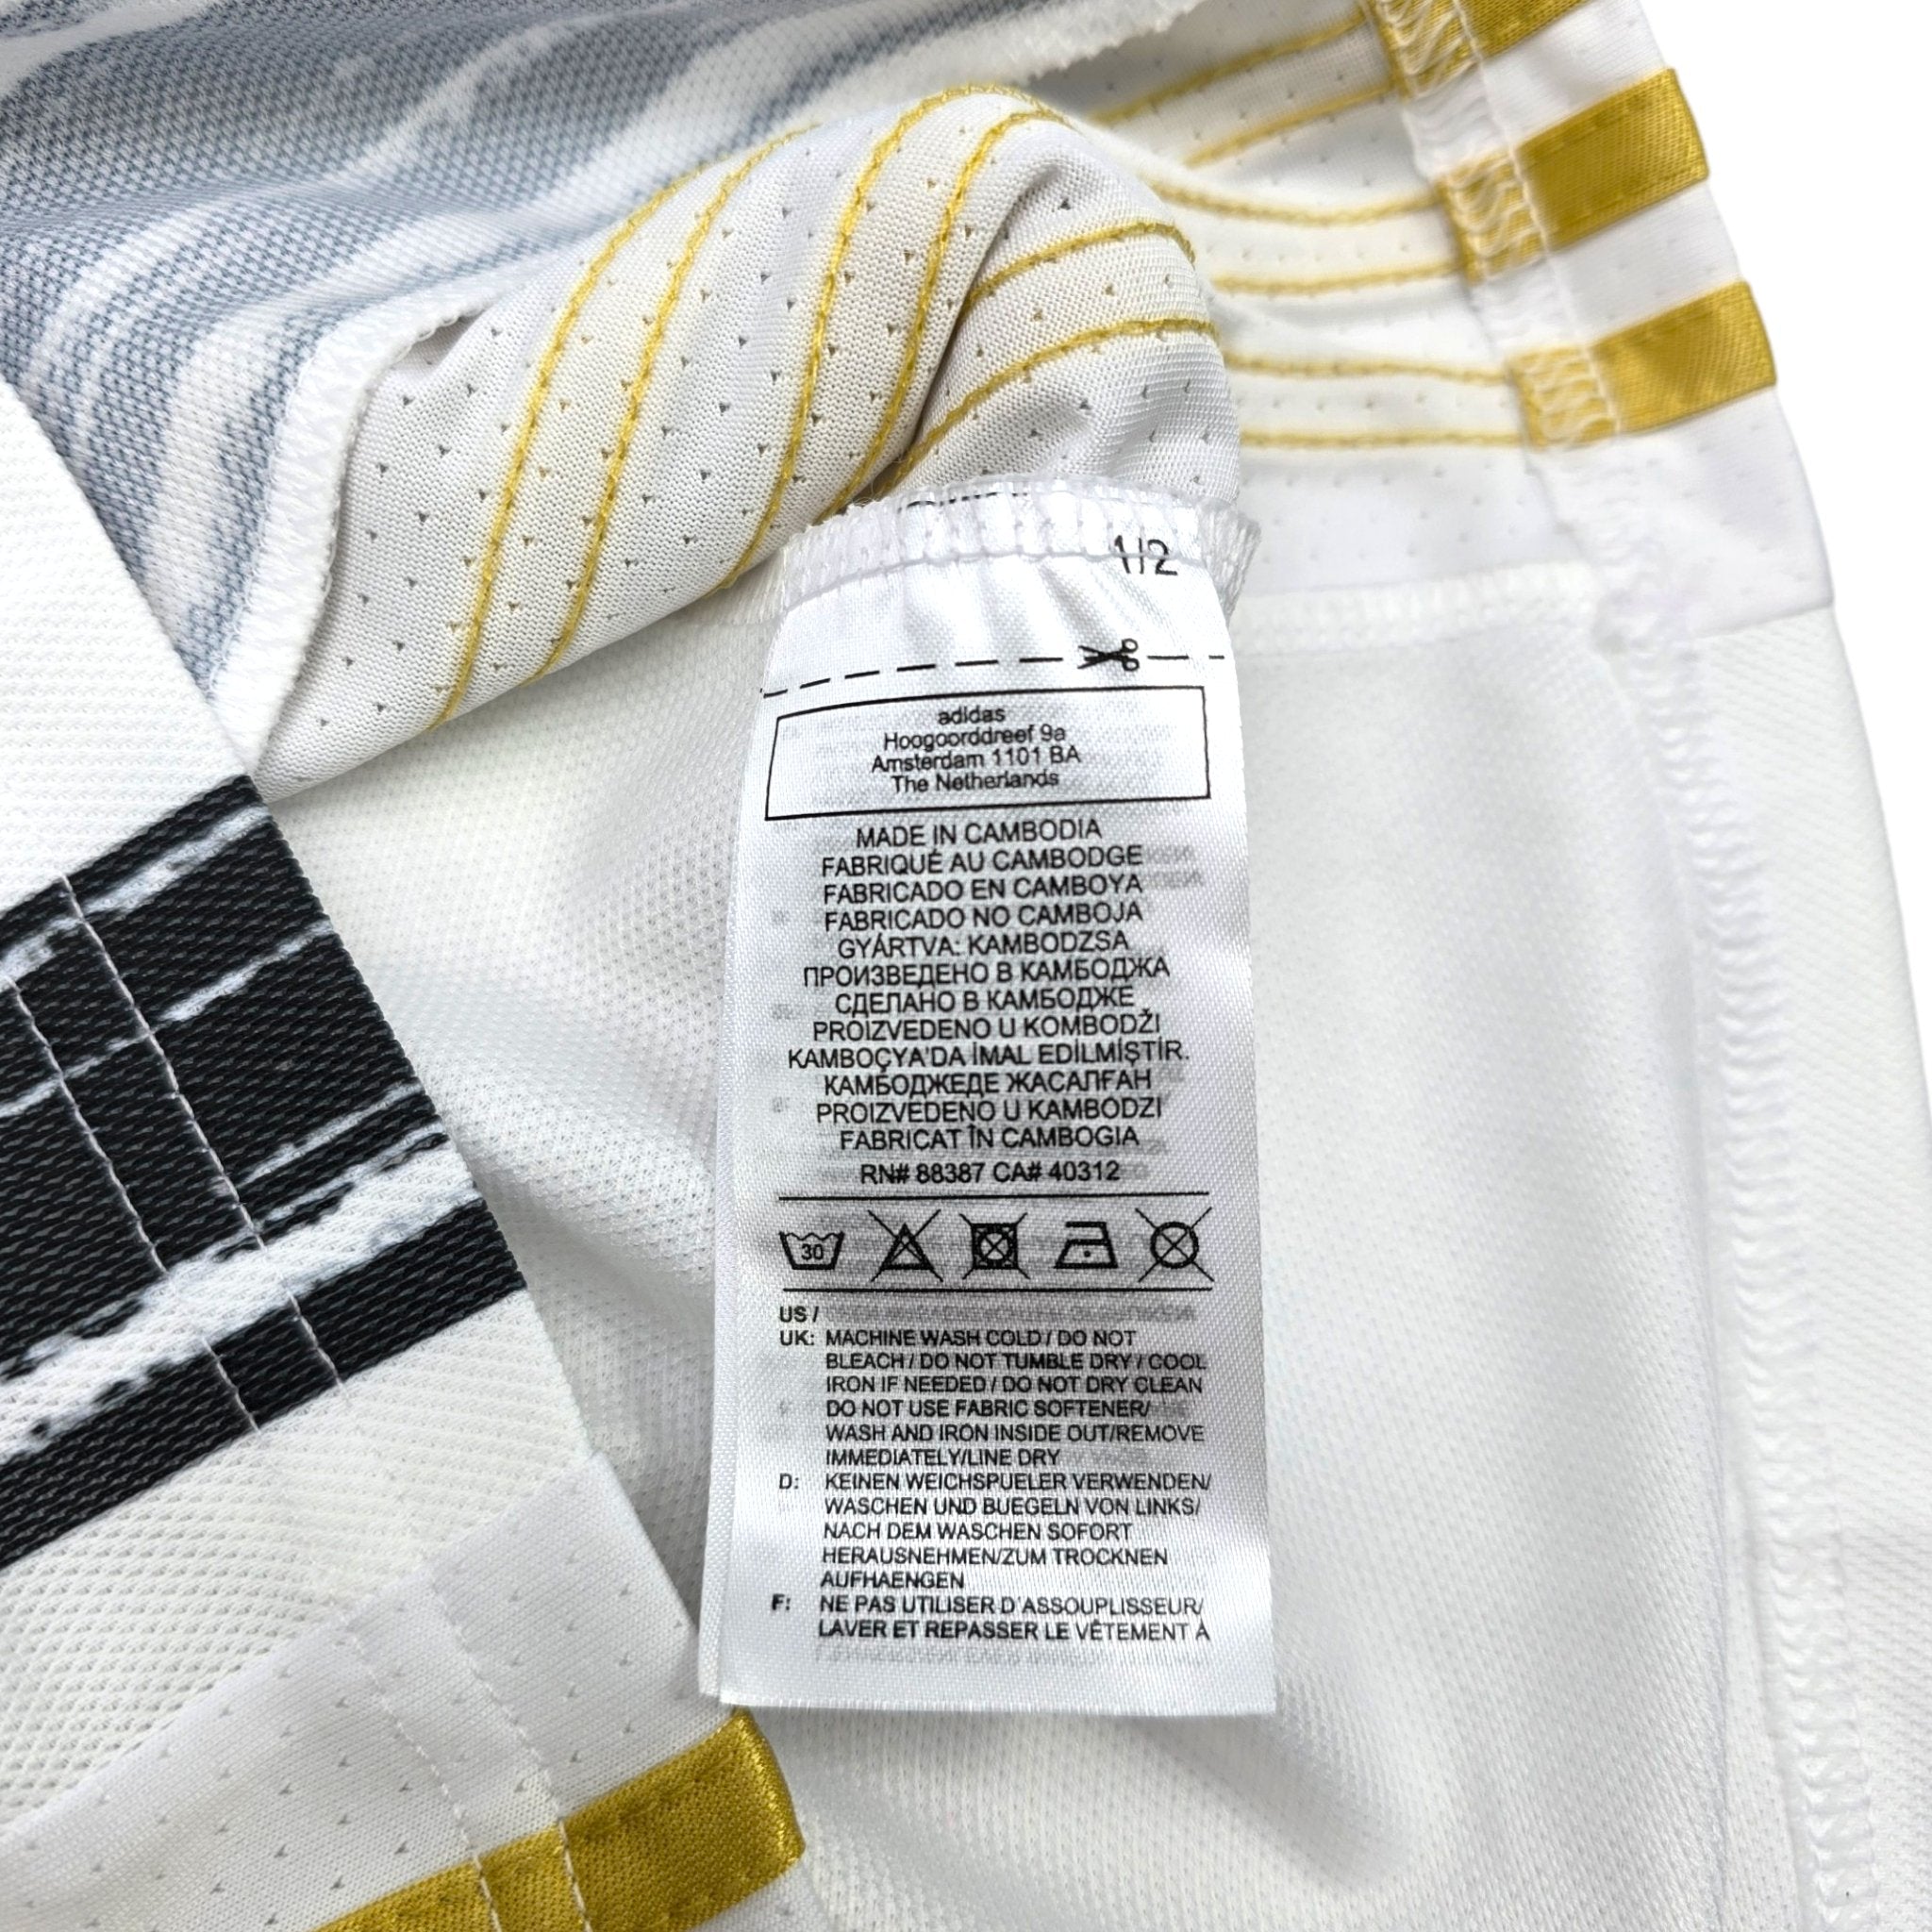 1/2
adidas
Hoogoorddreef 9a
Amsterdam 1101 BA
The Netherlands
MADE IN CAMBODIA
FABRIQUÉ AU CAMBODGE
FABRICADO EN CAMBOYA
FABRICADO NO CAMBOJA
GYÁRTVA: KAMBODZSA
ПРОИЗВЕДЕНО В КАМБОДЖА
СДЕЛАНО В КАМБОДЖЕ
PROIZVEDENO U KOMBODŽI
KAMBOÇYA'DA İMAL EDİLMİŞTİR.
КАМБОДЖЕДЕ ЖАСАЛҒАН
PROIZVEDENO U KAMBODZI
FABRICAT ÎN CAMBOGIA
RN# 88387 CA# 40312
30
US /
UK: MACHINE WASH COLD / DO NOT
BLEACH / DO NOT TUMBLE DRY / COOL
IRON IF NEEDED / DO NOT DRY CLEAN
DO NOT USE FABRIC SOFTENER/
WASH AND IRON INSIDE OUT/REMOVE
IMMEDIATELY/LINE DRY
D: KEINEN WEICHSPUELER VERWENDEN/
WASCHEN UND BUEGELN VON LINKS/
NACH DEM WASCHEN SOFORT
HERAUSNEHMEN/ZUM TROCKNEN
AUFHAENGEN
F: NE PAS UTILISER D'ASSOUPLISSEUR/
LAVER ET REPASSER LE VÊTEMENT À